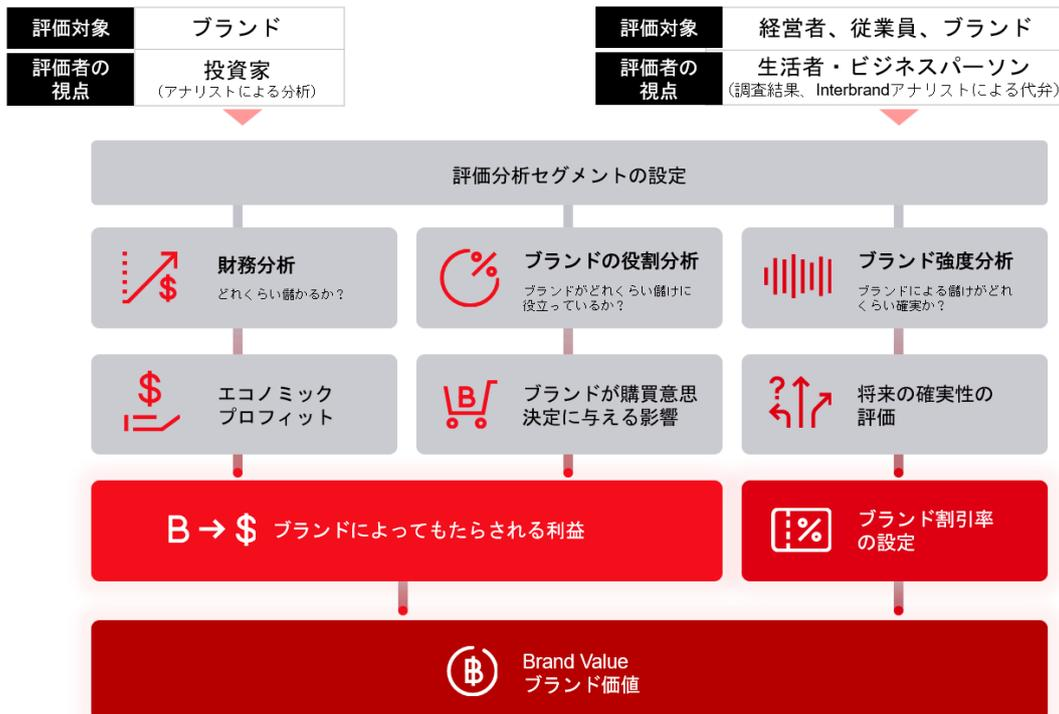 評価対象
ブランド
評価者の
視点
投資家
（アナリストによる分析）
評価対象
経営者、従業員、ブランド
評価者の
視点
生活者・ビジネスパーソン
（調査結果、Interbrandアナリストによる代弁）
評価分析セグメントの設定
財務分析
どれくらい儲かるか？
ブランドの役割分析
ブランドがどれくらい儲けに
役立っているか？
ブランド強度分析
ブランドによる儲けがどれ
くらい確実か？
エコノミック
プロフィット
ブランドが購買意思
決定に与える影響
将来の確実性の
評価
B→$ ブランドによってもたらされる利益
ブランド割引率
の設定
Brand Value
ブランド価値